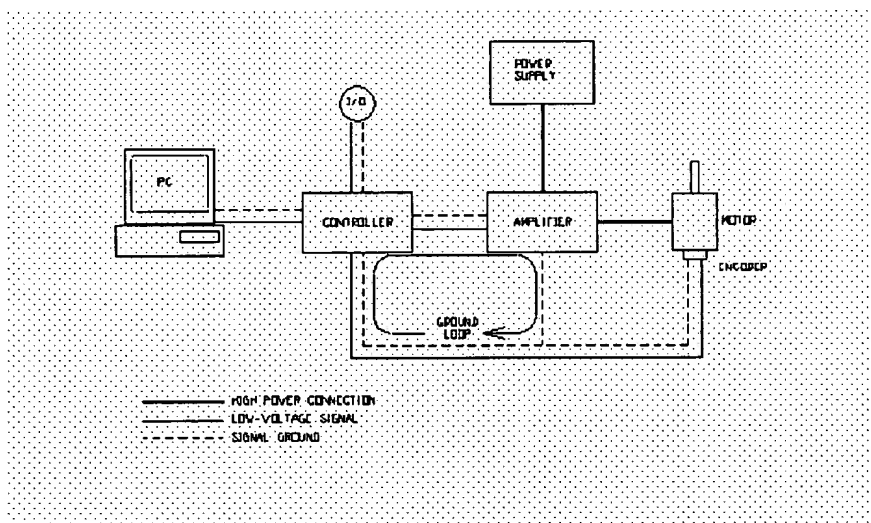 POWER
SUPPLY
I/O
PC
CONTROLLER
AMPLIFIER
MOTOR
ENCODER
GROUND
LOOP
HIGH POWER CONNECTION
LOW-VOLTAGE SIGNAL
SIGNAL GROUND